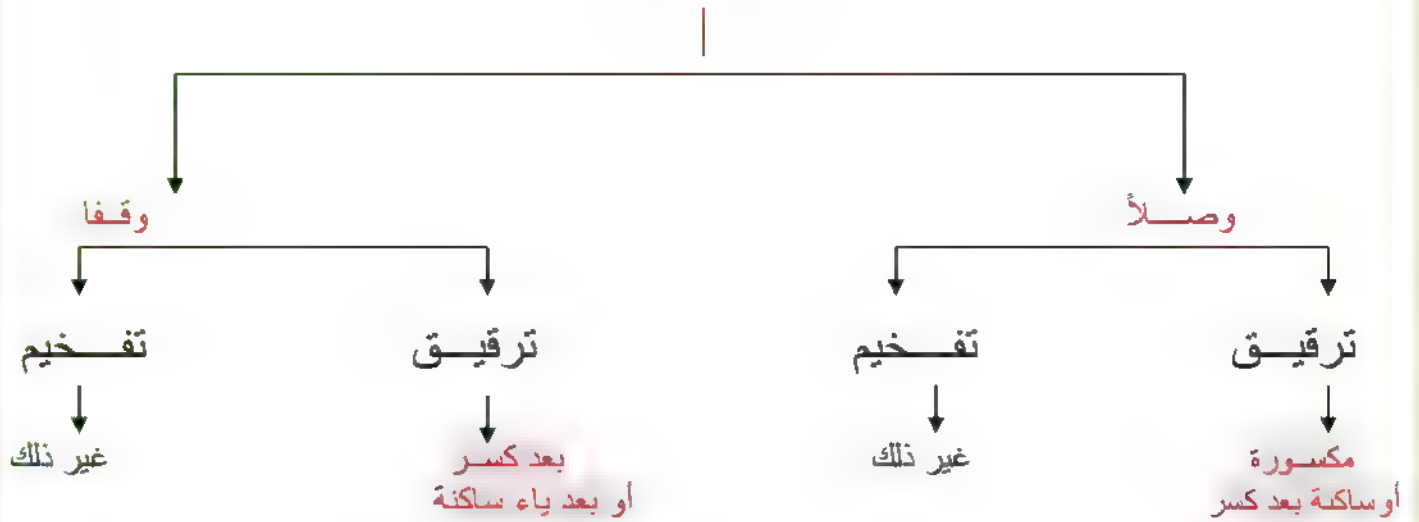 وصلاً
وقفا
ترقيق
تفخيم
ترقيق
تفخيم
مكسورة
أو ساكنة بعد كسر
غير ذلك
بعد كسر
أو بعد ياء ساكنة
غير ذلك